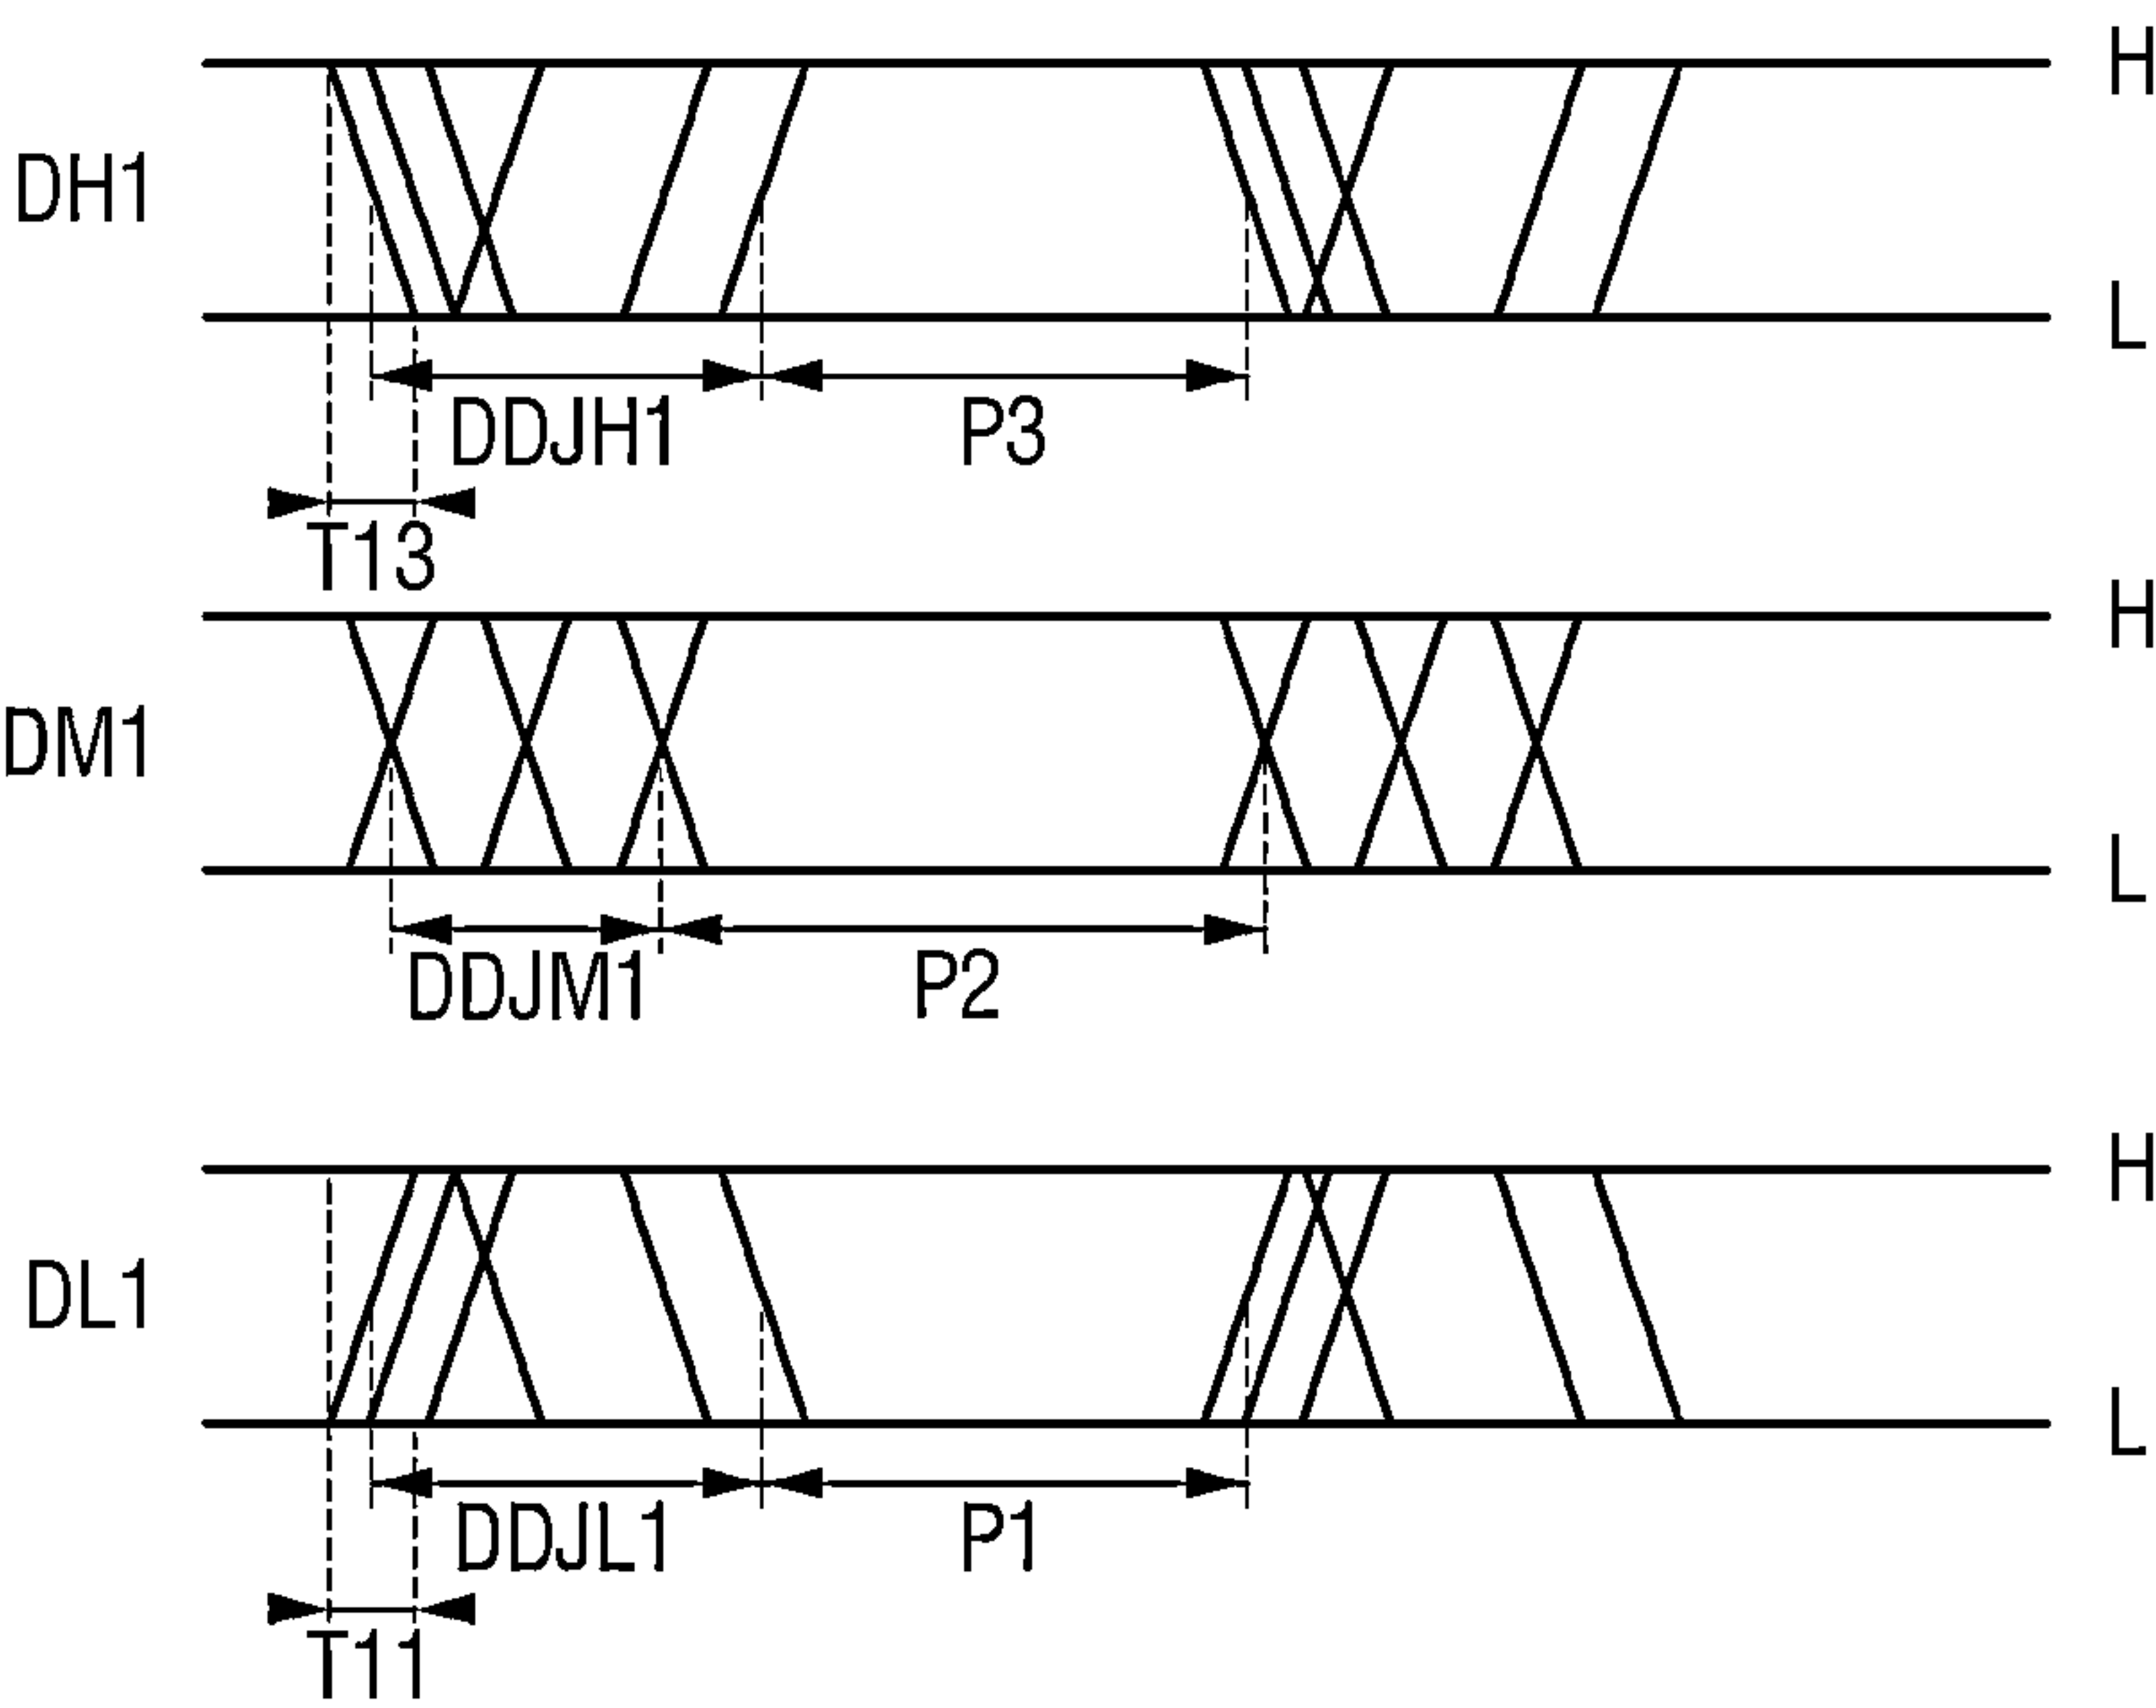 H
DH1
L
DDJH1 P3
T13
H
DM1
L
DDJM1 P2
H
DL1
L
DDJL1 P1
T11